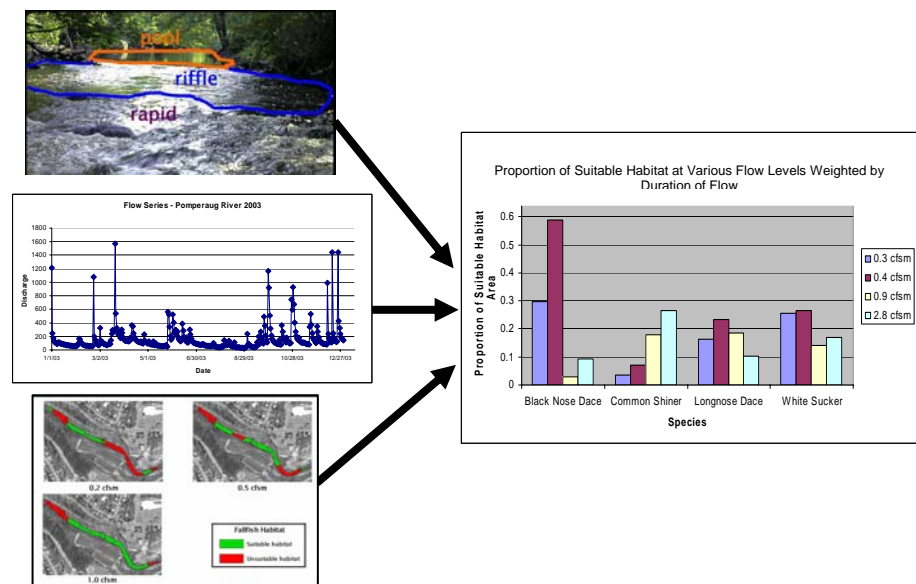 pool
riffle
rapid
Flow Series - Pomperaug River 2003
Discharge
1800
1600
1400
1200
1000
800
600
400
200
0
1/1/03
3/2/03
5/1/03
6/30/03
8/29/03
10/28/03
12/27/03
Date
0.2 cfsm
0.5 cfsm
1.0 cfsm
Fallfish Habitat
Suitable habitat
Unsuitable habitat
Proportion of Suitable Habitat at Various Flow Levels Weighted by
Duration of Flow
Proportion of Suitable Habitat
Area
0.6
0.5
0.4
0.3
0.2
0.1
0
Black Nose Dace
Common Shiner
Longnose Dace
White Sucker
Species
0.3 cfsm
0.4 cfsm
0.9 cfsm
2.8 cfsm